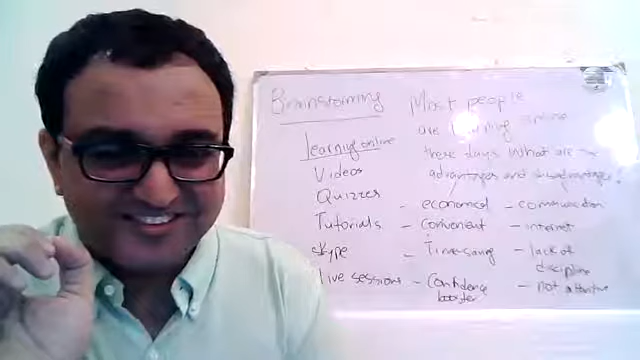 Brainstorming
Most people
are learning online
these days. What are the
advantages and disadvantages?
Learning online
Videos
Quizzes
Tutorials
Skype
live sessions
- economical
- convenient
- Time saving
- Confidence
booster
- communication
- internet
- lack of
discipline
- not attentive